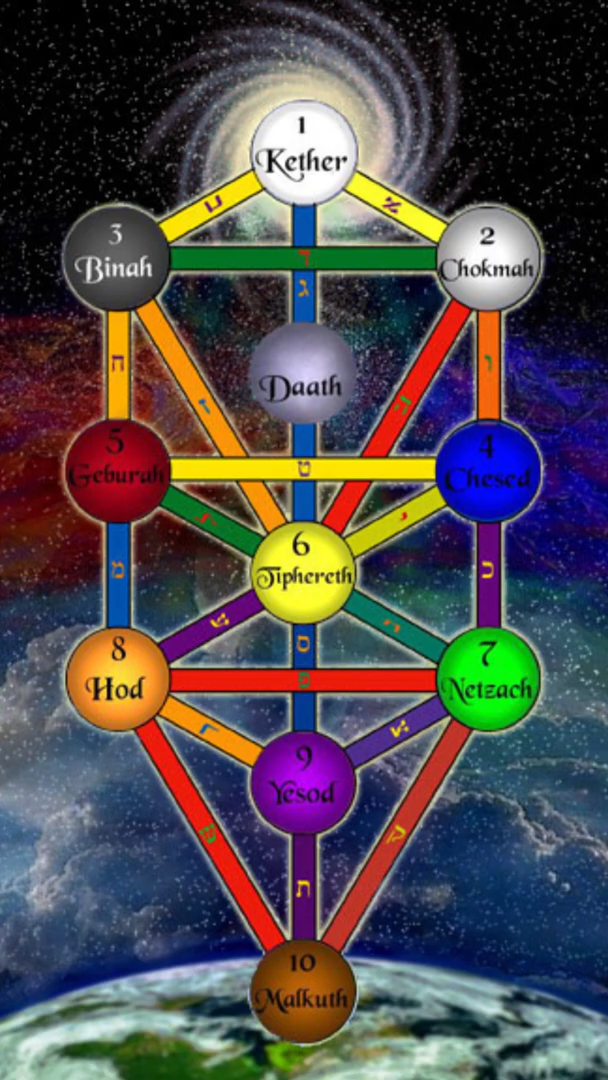 1
Kether
ב
א
3
Binah
2
Chokmah
ד
ג
ח
ז
Daath
ה
ו
5
Geburah
ט
4
Chesed
ל
י
6
Tiphereth
מ
כ
ע
ס
נ
8
Hod
פ
7
Netzach
ר
צ
9
Yesod
ש
ק
ת
10
Malkuth